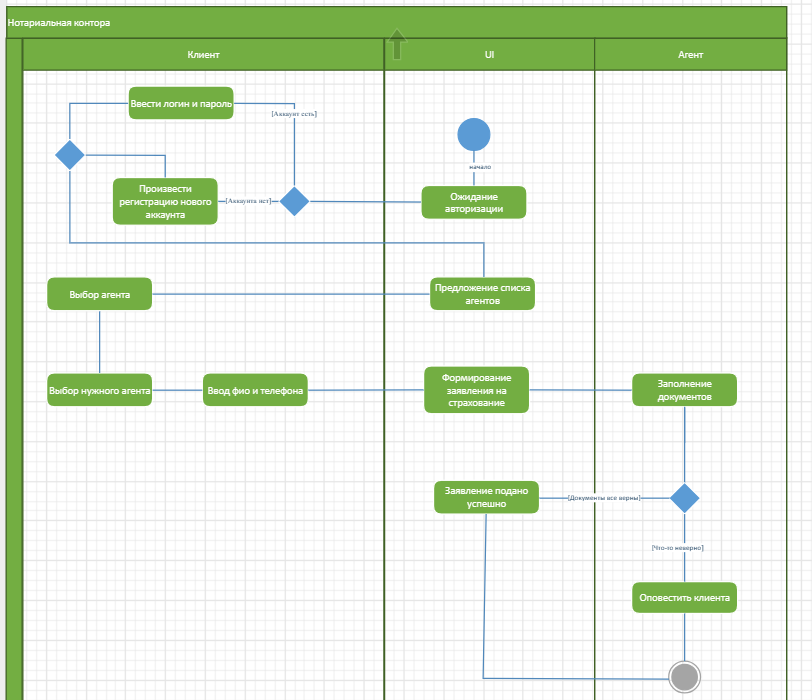 Нотариальная контора
Клиент
UI
Агент
Ввести логин и пароль
[Аккаунт есть]
начало
Произвести
регистрацию нового
аккаунта
[Аккаунта нет]
Ожидание
авторизации
Выбор агента
Предложение списка
агентов
Выбор нужного агента
Ввод фио и телефона
Формирование
заявления на
страхование
Заполнение
документов
Заявление подано
успешно
[Документы все верны]
[Что-то неверно]
Оповестить клиента